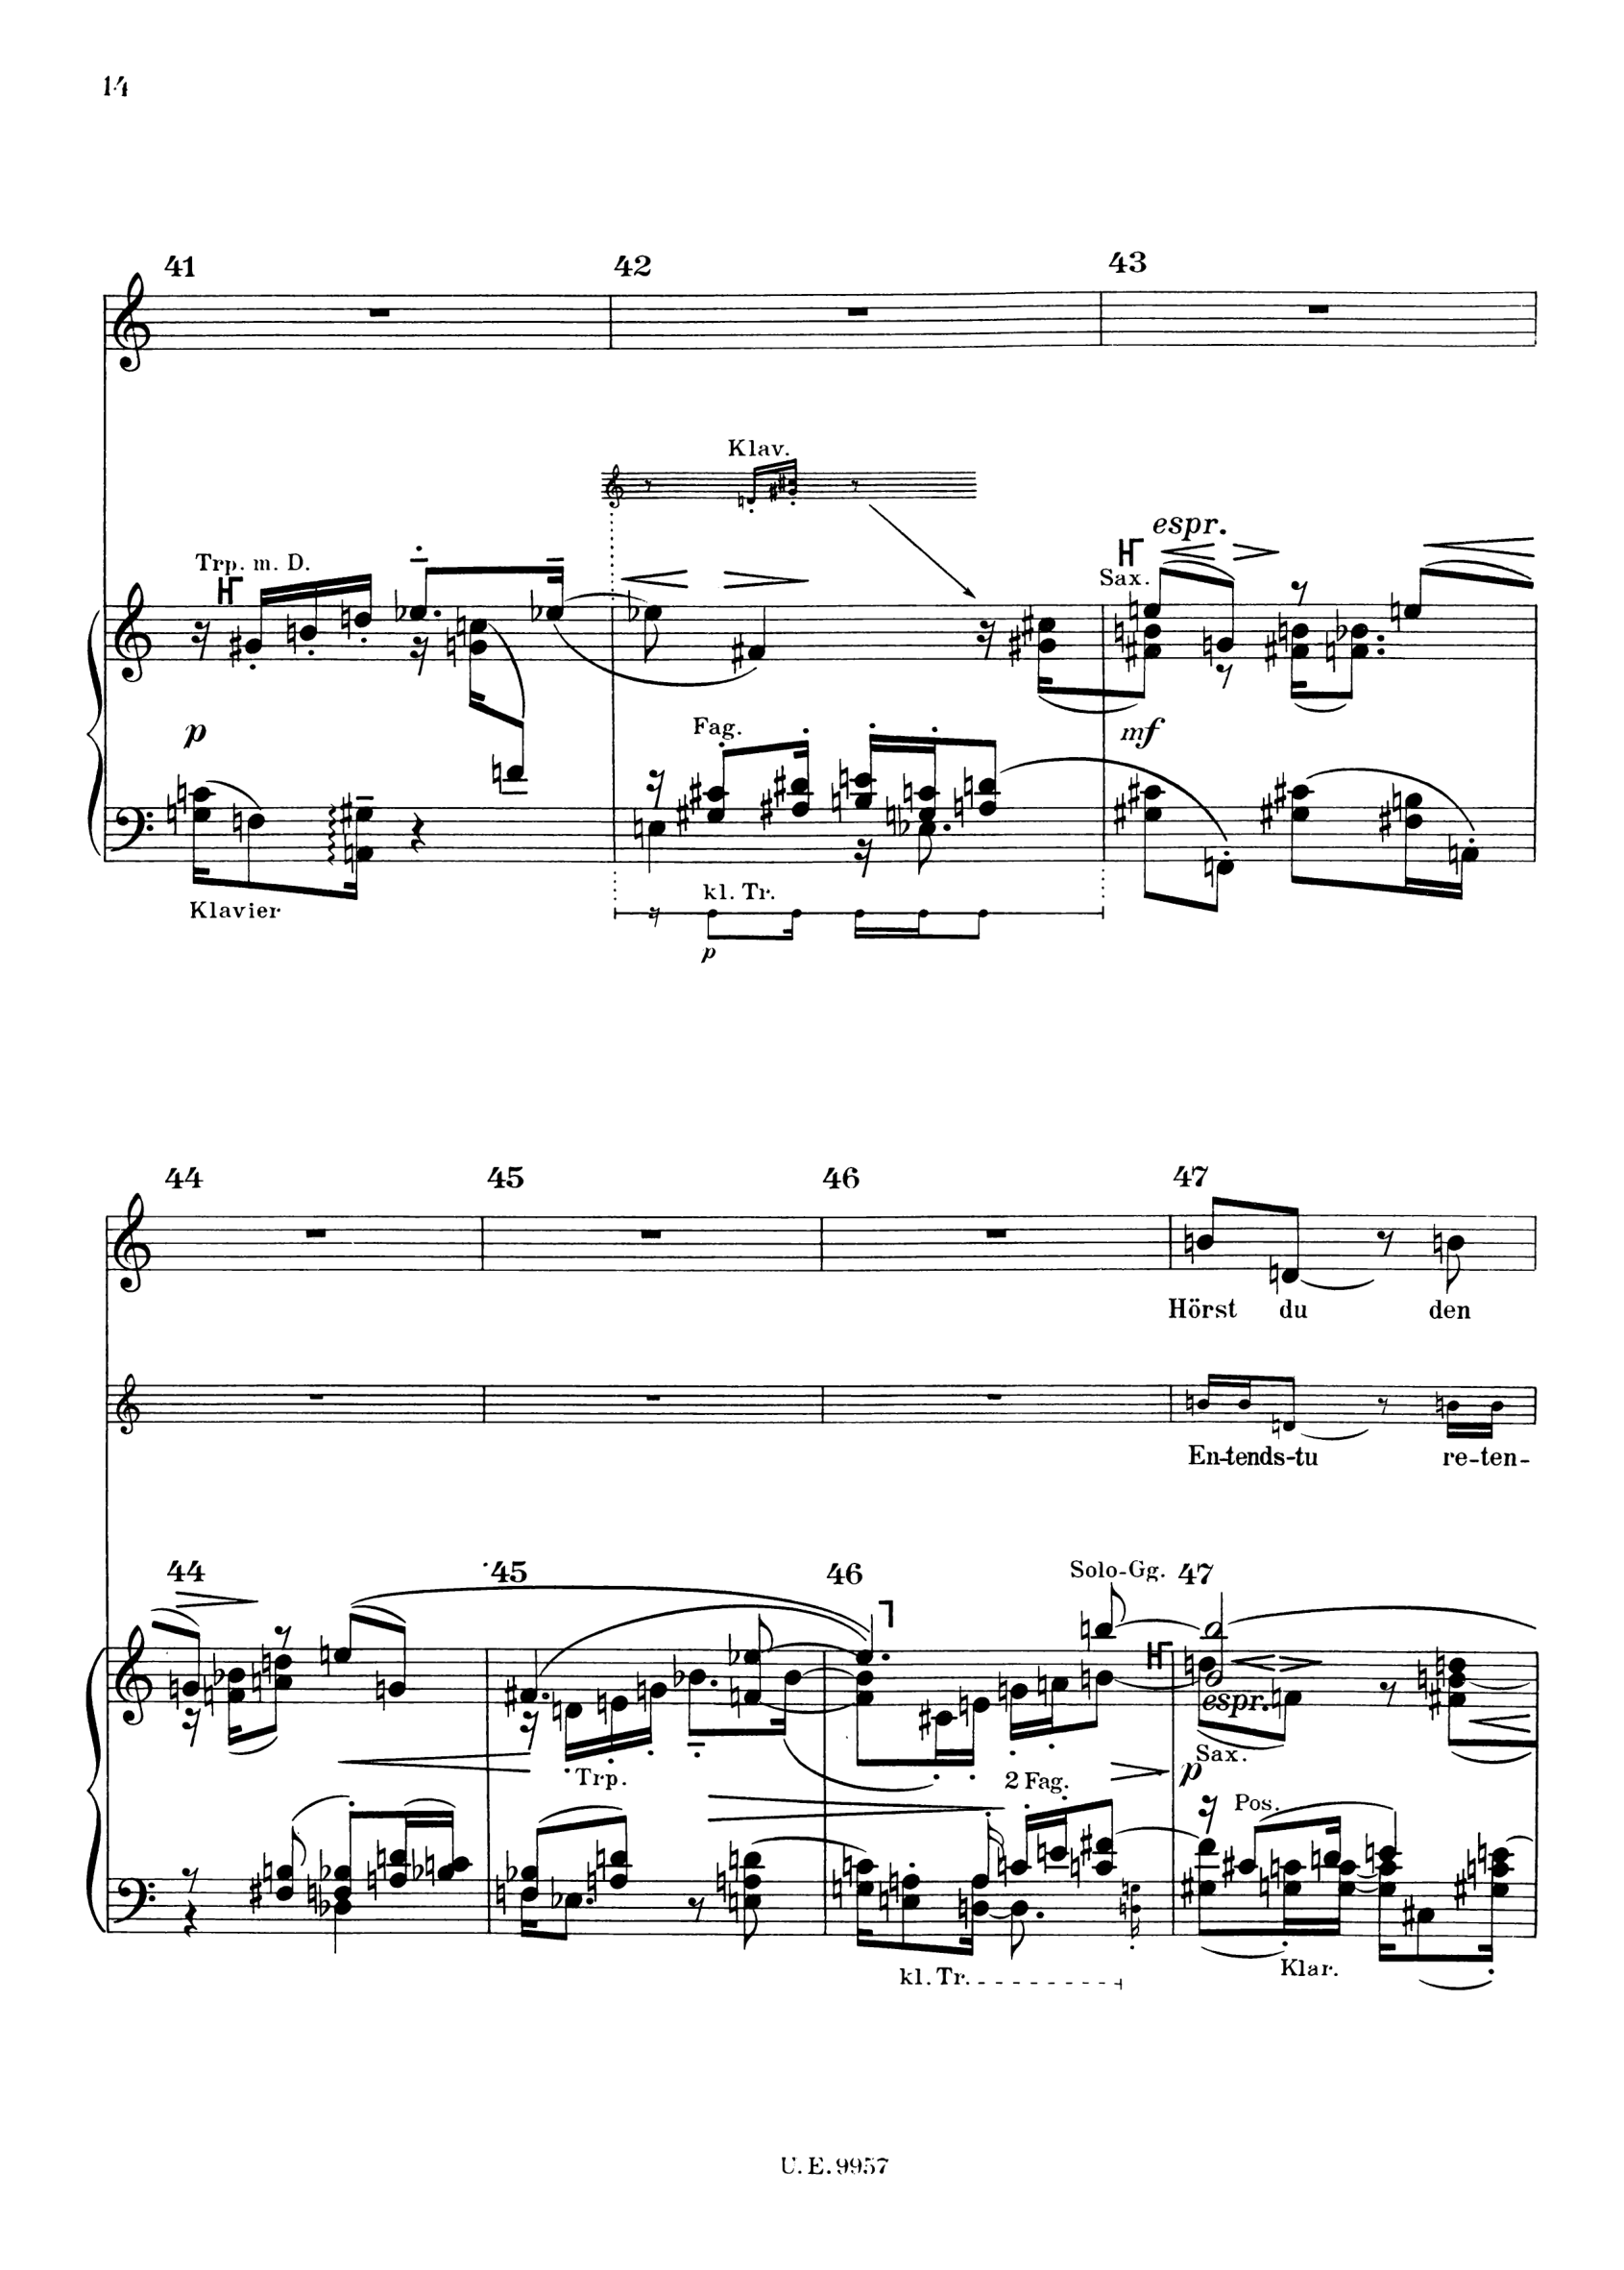 14
41 42 43
Klav.
espr.
Trp. m. D.
Sax.
p
mf
Fag.
Klavier
kl. Tr.
p
44 45 46 47
Hörst du den
En-tends-tu re-ten-
44 45 46 Solo-Gg. 47
espr.
Trp.
Sax.
2 Fag.
p
Pos.
kl. Tr.
Klar.
U. E. 9957